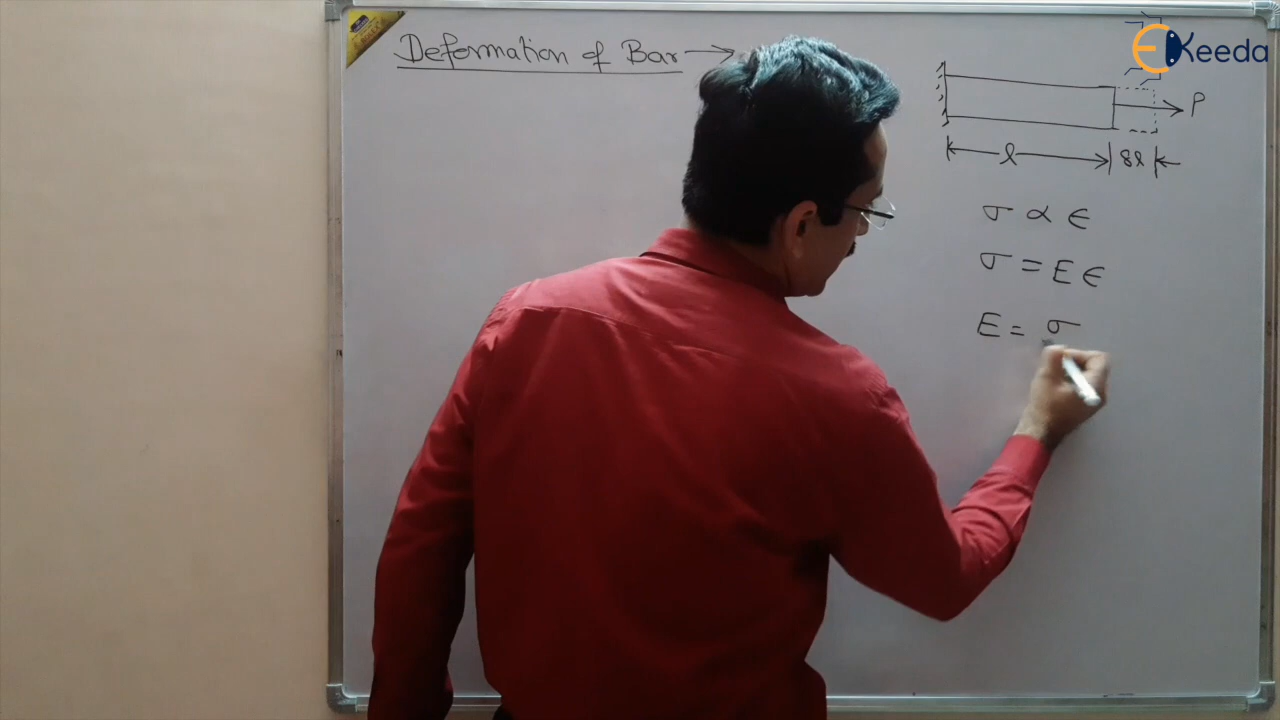 Deformation of Bar →
EKeeda
P
l
δl
σ ∝ ϵ
σ = E ϵ
E = σ